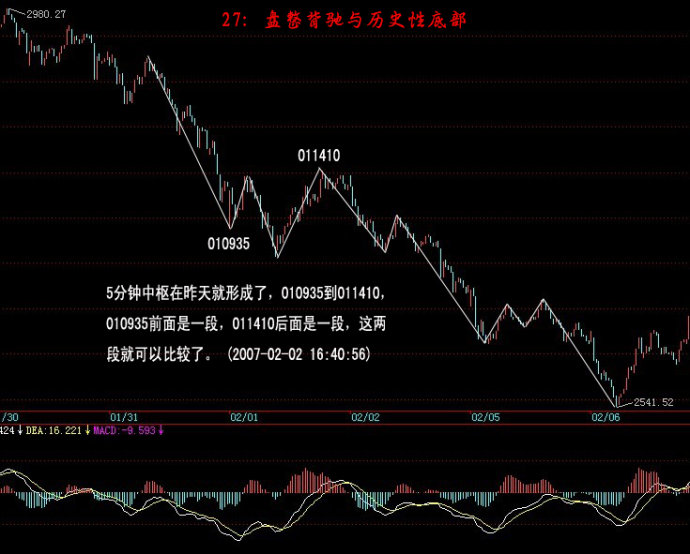 27: 盘整背驰与历史性底部
2980.27
011410
010935
5分钟中枢在昨天就形成了，010935到011410，
010935前面是一段，011410后面是一段，这两
段就可以比较了。(2007-02-02 16:40:56)
2541.52
/30 01/31 02/01 02/02 02/05 02/06
424↓DEA:16.221↓MACD:-9.593↓